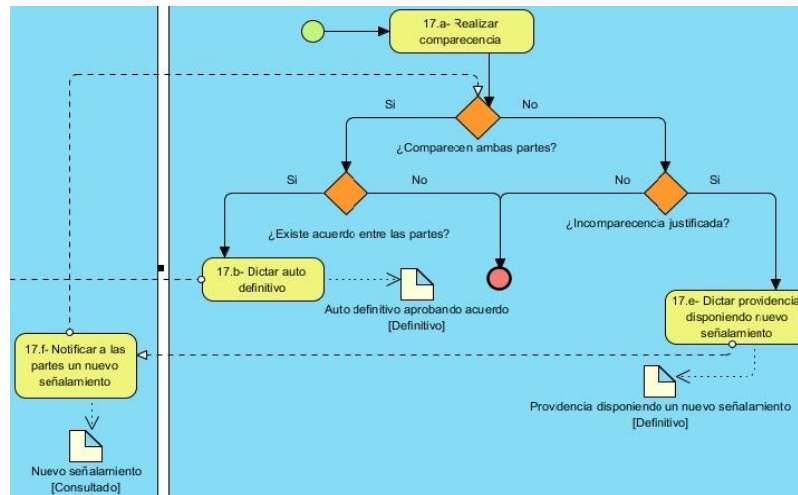 17.a- Realizar
comparecencia
Si
No
¿Comparecen ambas partes?
Si
No
No
Si
¿Existe acuerdo entre las partes?
¿Incomparecencia justificada?
17.b- Dictar auto
definitivo
Auto definitivo aprobando acuerdo
[Definitivo]
17.e- Dictar providencia
disponiendo nuevo
señalamiento
17.f- Notificar a las
partes un nuevo
señalamiento
Providencia disponiendo un nuevo señalamiento
[Definitivo]
Nuevo señalamiento
[Consultado]